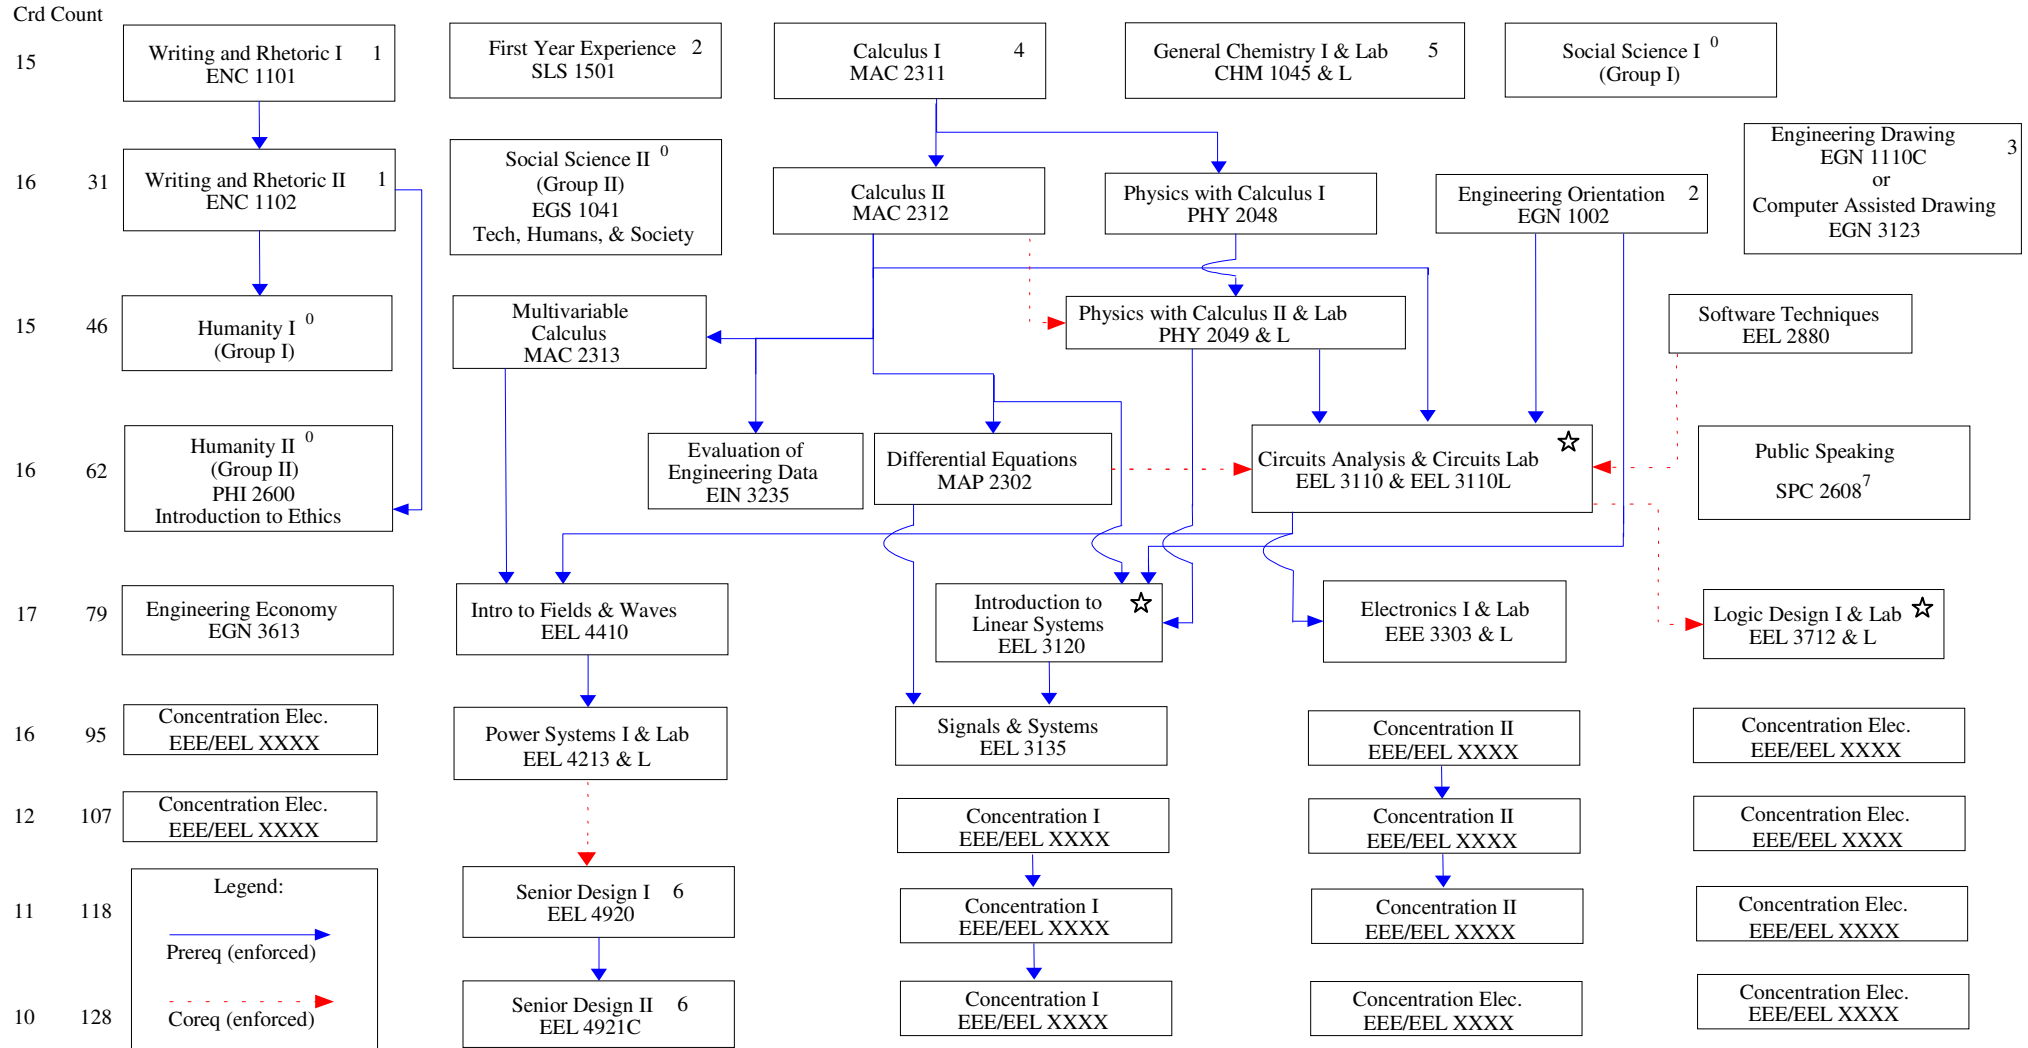 Crd Count
15
Writing and Rhetoric I 1
ENC 1101
First Year Experience 2
SLS 1501
Calculus I 4
MAC 2311
General Chemistry I & Lab 5
CHM 1045 & L
Social Science I 0
(Group I)
16 31
Writing and Rhetoric II 1
ENC 1102
Social Science II 0
(Group II)
EGS 1041
Tech, Humans, & Society
Calculus II
MAC 2312
Physics with Calculus I
PHY 2048
Engineering Orientation 2
EGN 1002
Engineering Drawing
EGN 1110C 3
or
Computer Assisted Drawing
EGN 3123
15 46
Humanity I 0
(Group I)
Multivariable
Calculus
MAC 2313
Physics with Calculus II & Lab
PHY 2049 & L
Software Techniques
EEL 2880
16 62
Humanity II 0
(Group II)
PHI 2600
Introduction to Ethics
Evaluation of
Engineering Data
EIN 3235
Differential Equations
MAP 2302
Circuits Analysis & Circuits Lab
EEL 3110 & EEL 3110L
Public Speaking
SPC 2608 7
17 79
Engineering Economy
EGN 3613
Intro to Fields & Waves
EEL 4410
Introduction to
Linear Systems
EEL 3120
Electronics I & Lab
EEE 3303 & L
Logic Design I & Lab
EEL 3712 & L
16 95
Concentration Elec.
EEE/EEL XXXX
Power Systems I & Lab
EEL 4213 & L
Signals & Systems
EEL 3135
Concentration II
EEE/EEL XXXX
Concentration Elec.
EEE/EEL XXXX
12 107
Concentration Elec.
EEE/EEL XXXX
Concentration I
EEE/EEL XXXX
Concentration II
EEE/EEL XXXX
Concentration Elec.
EEE/EEL XXXX
11 118
Legend:
Prereq (enforced)
Senior Design I 6
EEL 4920
Concentration I
EEE/EEL XXXX
Concentration II
EEE/EEL XXXX
Concentration Elec.
EEE/EEL XXXX
10 128
Coreq (enforced)
Senior Design II 6
EEL 4921C
Concentration I
EEE/EEL XXXX
Concentration Elec.
EEE/EEL XXXX
Concentration Elec.
EEE/EEL XXXX